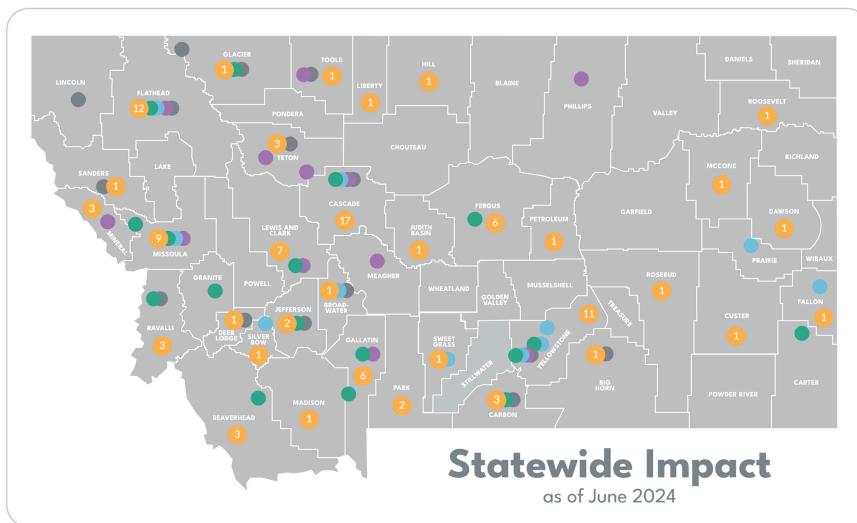 LINCOLN
FLATHEAD
12
GLACIER
1
TOOLE
1
LIBERTY
1
HILL
1
BLAINE
PHILLIPS
VALLEY
DANIELS
SHERIDAN
ROOSEVELT
1
PONDERA
3
TETON
CHOUTEAU
SANDERS
1
LAKE
3
MINERAL
9
MISSOULA
LEWIS AND
CLARK
7
CASCADE
17
JUDITH
BASIN
1
FERGUS
6
PETROLEUM
1
GARFIELD
MCCONE
1
RICHLAND
DAWSON
1
PRAIRIE
WIBAUX
GRANITE
POWELL
MEAGHER
1
BROAD-
WATER
WHEATLAND
GOLDEN
VALLEY
MUSSELSHELL
ROSEBUD
1
TREASURE
11
YELLOWSTONE
CUSTER
1
FALLON
1
RAVALLI
3
1
DEER
LODGE
SILVER
BOW
1
JEFFERSON
2
GALLATIN
6
SWEET
GRASS
1
STILLWATER
1
BIG
HORN
POWDER RIVER
CARTER
BEAVERHEAD
3
MADISON
1
PARK
2
3
CARBON
Statewide Impact
as of June 2024